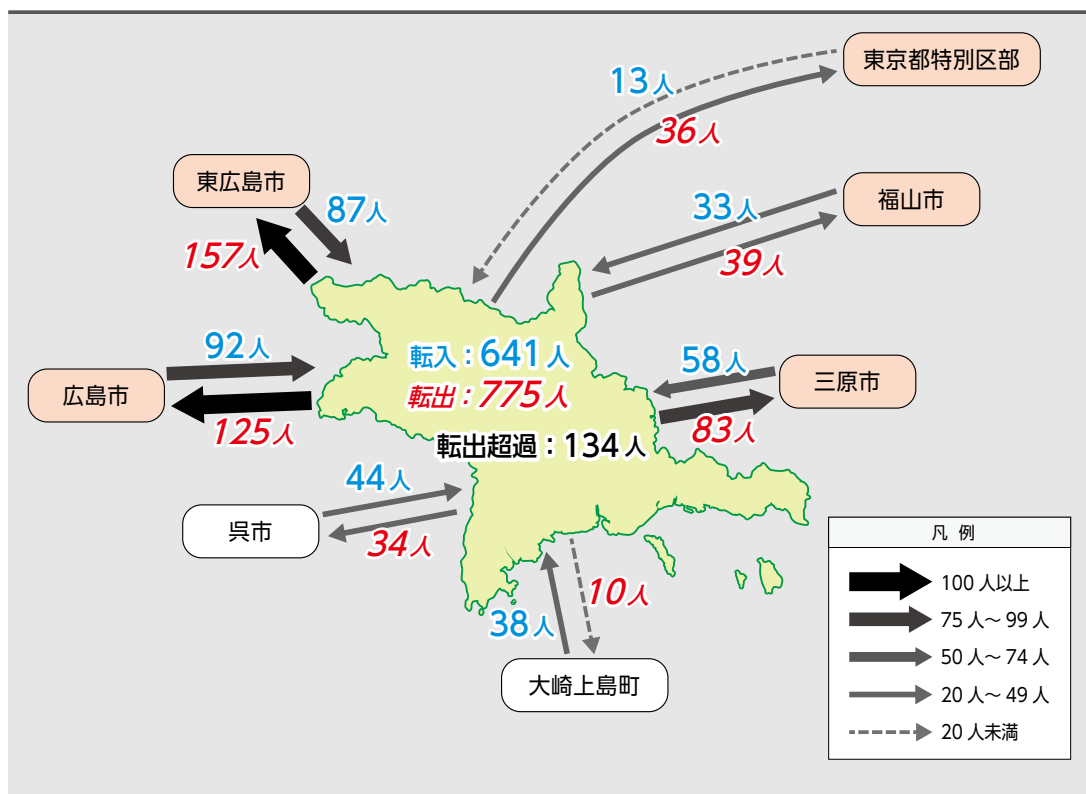 東京都特別区部
13人
36人
東広島市
87人
157人
福山市
33人
39人
転入：641人
転出：775人
転出超過：134人
広島市
92人
125人
三原市
58人
83人
呉市
44人
34人
大崎上島町
38人
10人
凡 例
100人以上
75人～99人
50人～74人
20人～49人
20人未満